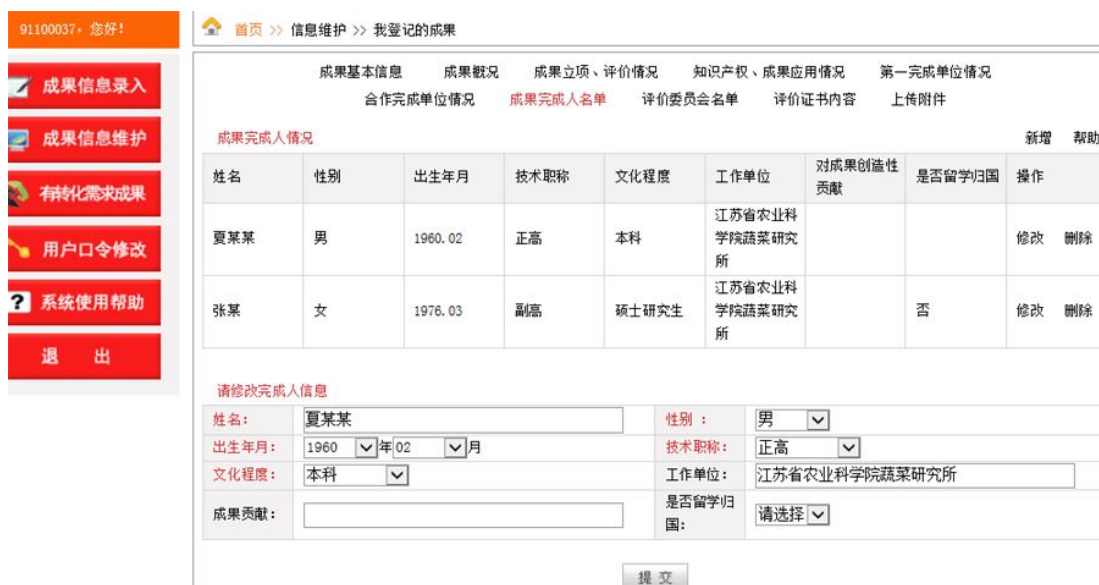 91100037，您好！
首页 >> 信息维护 >> 我登记的成果
成果信息录入
成果信息维护
有转化需求成果
用户口令修改
? 系统使用帮助
退 出
成果基本信息 成果概况 成果立项、评价情况 知识产权、成果应用情况 第一完成单位情况
合作完成单位情况 成果完成人名单 评价委员会名单 评价证书内容 上传附件
成果完成人情况 新增 帮助
姓名 性别 出生年月 技术职称 文化程度 工作单位 对成果创造性贡献 是否留学归国 操作
夏某某 男 1960.02 正高 本科 江苏省农业科学院蔬菜研究所 修改 删除
张某 女 1976.03 副高 硕士研究生 江苏省农业科学院蔬菜研究所 否 修改 删除
请修改完成人信息
姓名： 夏某某 性别 ： 男
出生年月： 1960 年 02 月 技术职称： 正高
文化程度： 本科 工作单位： 江苏省农业科学院蔬菜研究所
成果贡献： 是否留学归国： 请选择
提 交